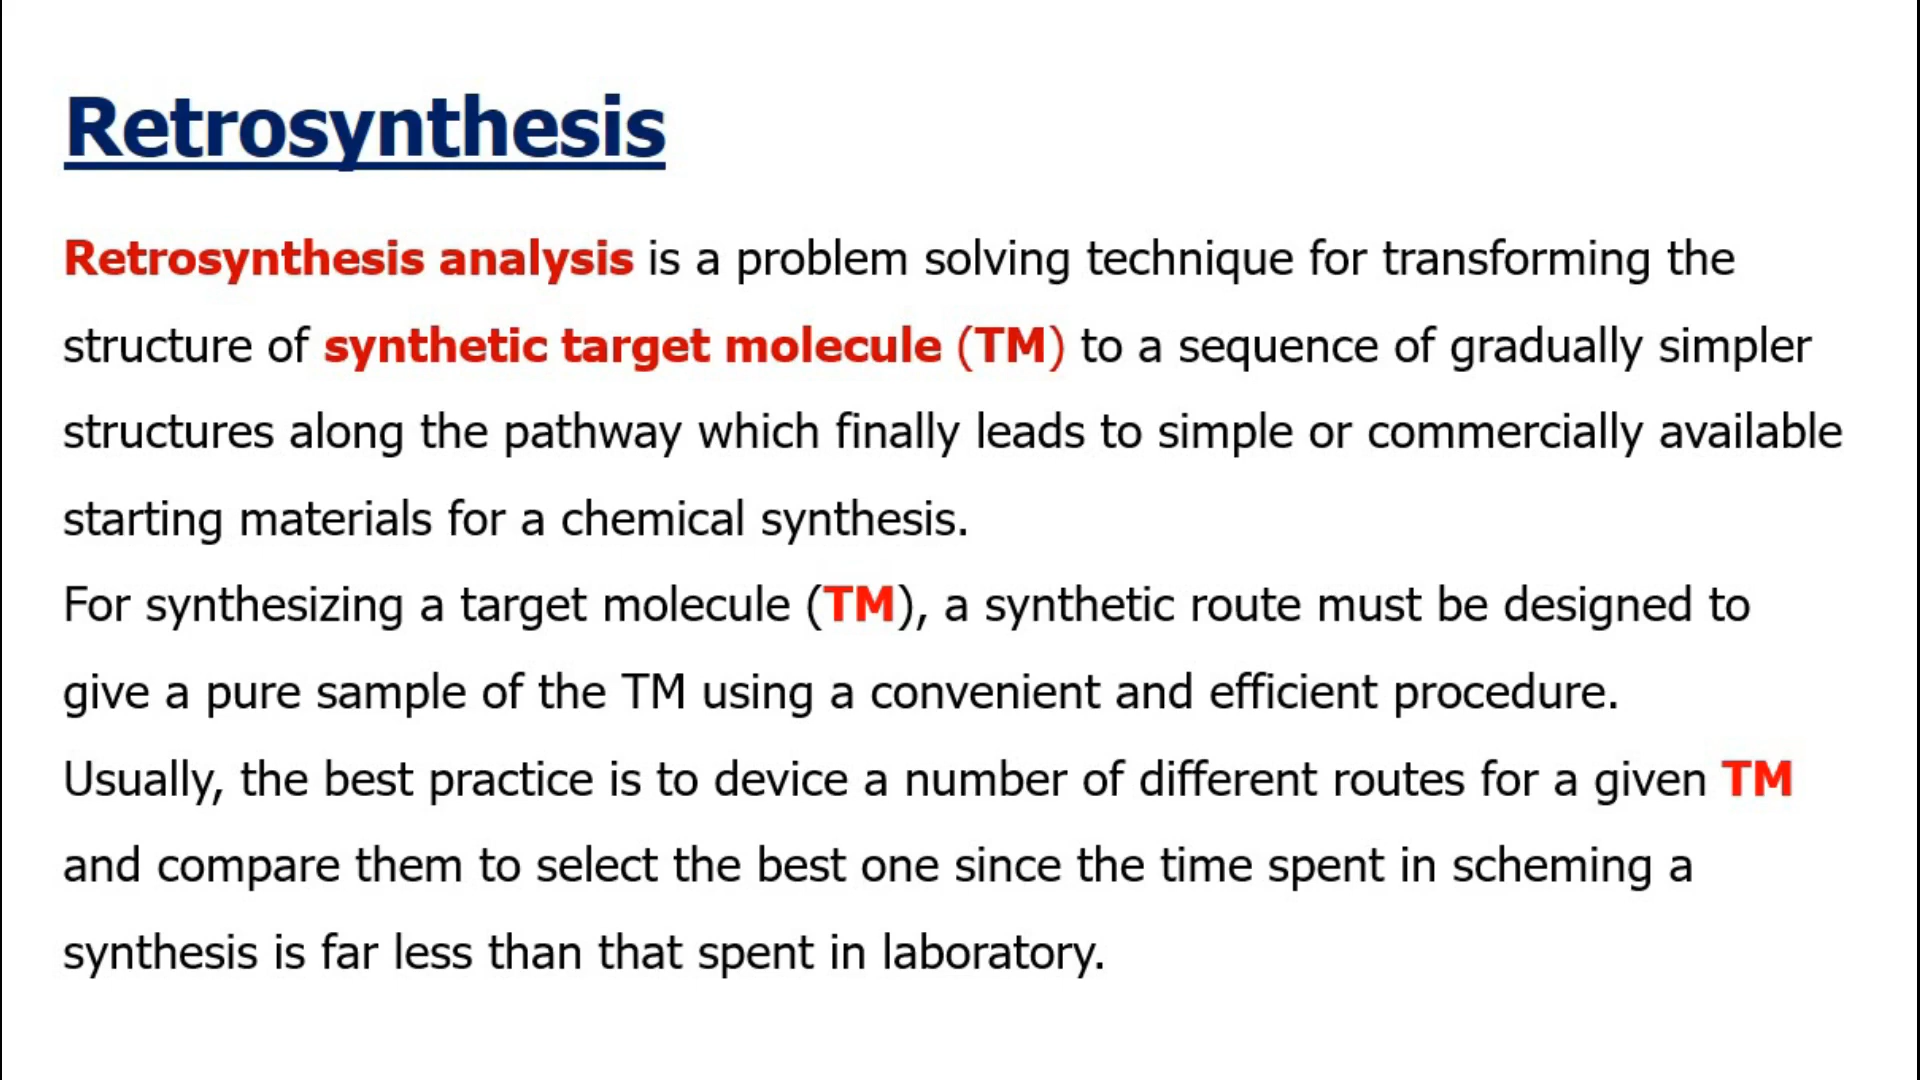 Retrosynthesis
Retrosynthesis analysis is a problem solving technique for transforming the
structure of synthetic target molecule (TM) to a sequence of gradually simpler
structures along the pathway which finally leads to simple or commercially available
starting materials for a chemical synthesis.
For synthesizing a target molecule (TM), a synthetic route must be designed to
give a pure sample of the TM using a convenient and efficient procedure.
Usually, the best practice is to device a number of different routes for a given TM
and compare them to select the best one since the time spent in scheming a
synthesis is far less than that spent in laboratory.